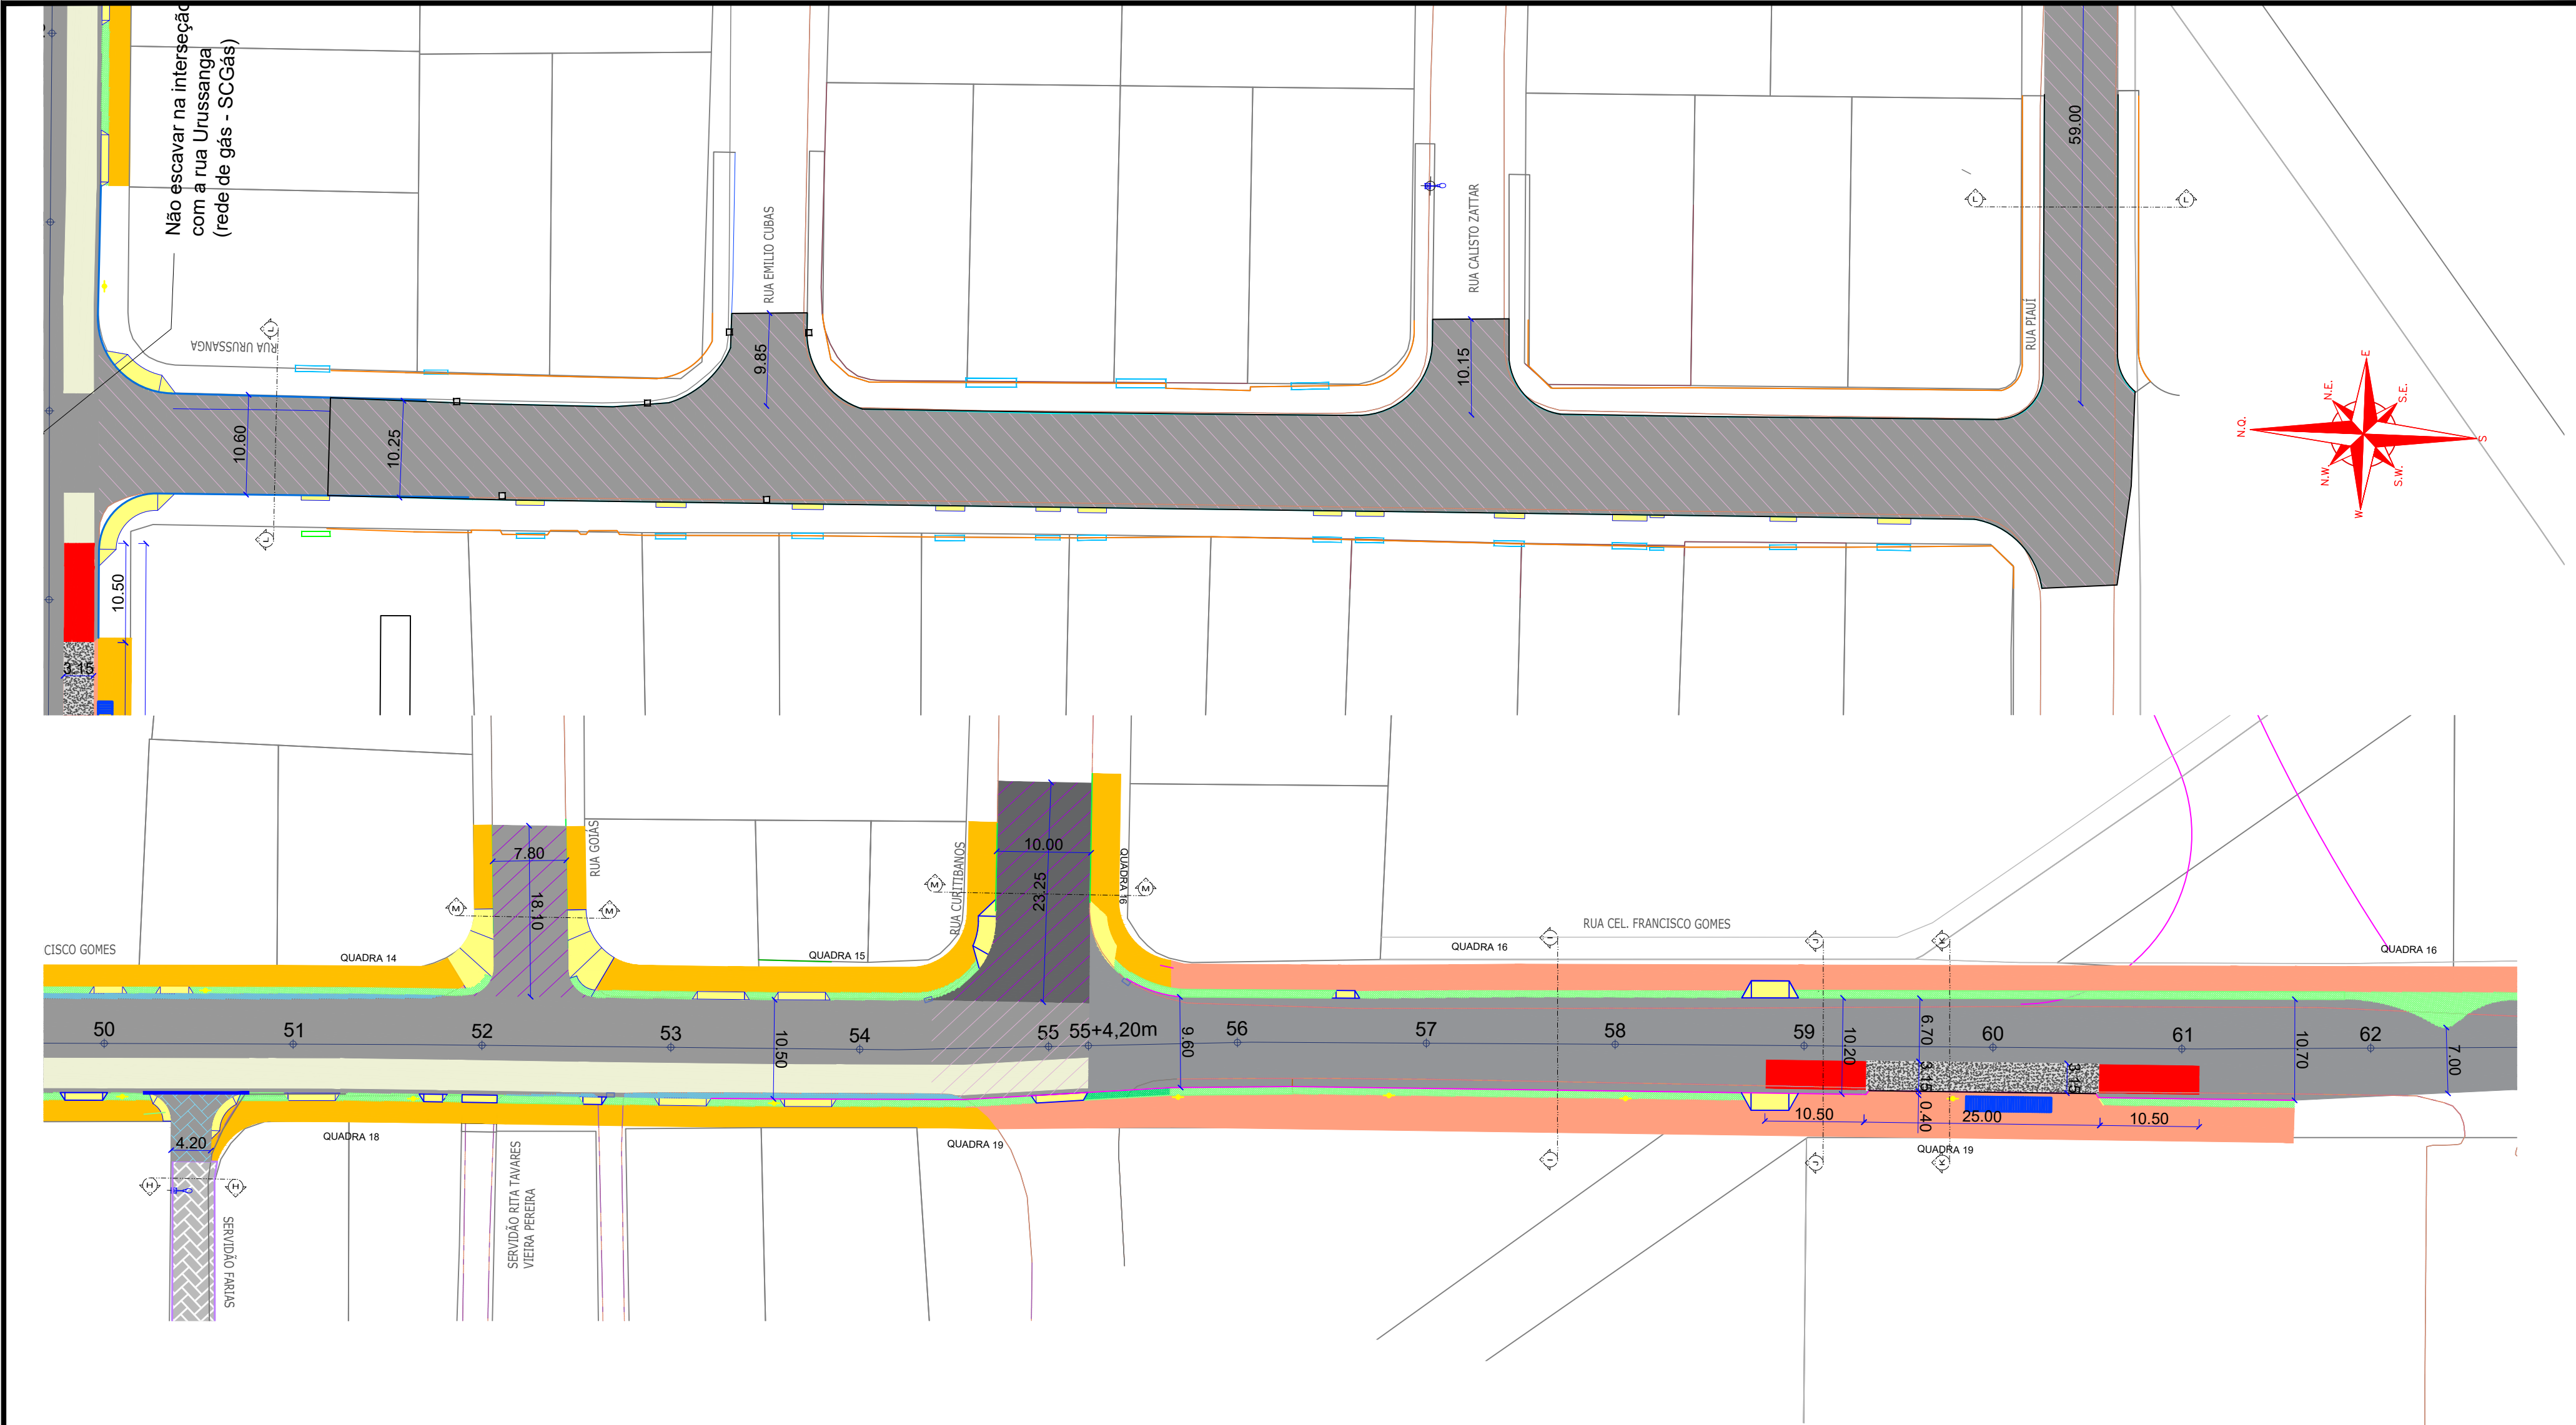 Não escavar na interseção
com a rua Urussanga
(rede de gás - SCGás)
RUA EMILIO CUBAS
RUA CALISTO ZATTAR
59.00
L
L
RUA PIAUÍ
L
RUA URUSSANGA
9.85
10.15
E
N.E.
S.E.
N.Q.
S
N.W.
S.W.
W
10.60
10.25
L
10.50
3.15
7.80
RUA GOIÁS
18.10
M
M
RUA CURITIBANOS
10.00
23.25
QUADRA 16
M
M
CISCO GOMES
QUADRA 14
QUADRA 15
QUADRA 16
RUA CEL. FRANCISCO GOMES
QUADRA 16
I
J
K
50
51
52
53
54
55
55+4,20m
56
57
58
59
60
61
62
10.50
9.60
10.20
6.70
3.15
0.40
3.15
10.70
7.00
10.50
25.00
10.50
4.20
QUADRA 18
QUADRA 19
QUADRA 19
I
J
K
H
H
SERVIDÃO FARIAS
SERVIDÃO RITA TAVARES
VIEIRA PEREIRA